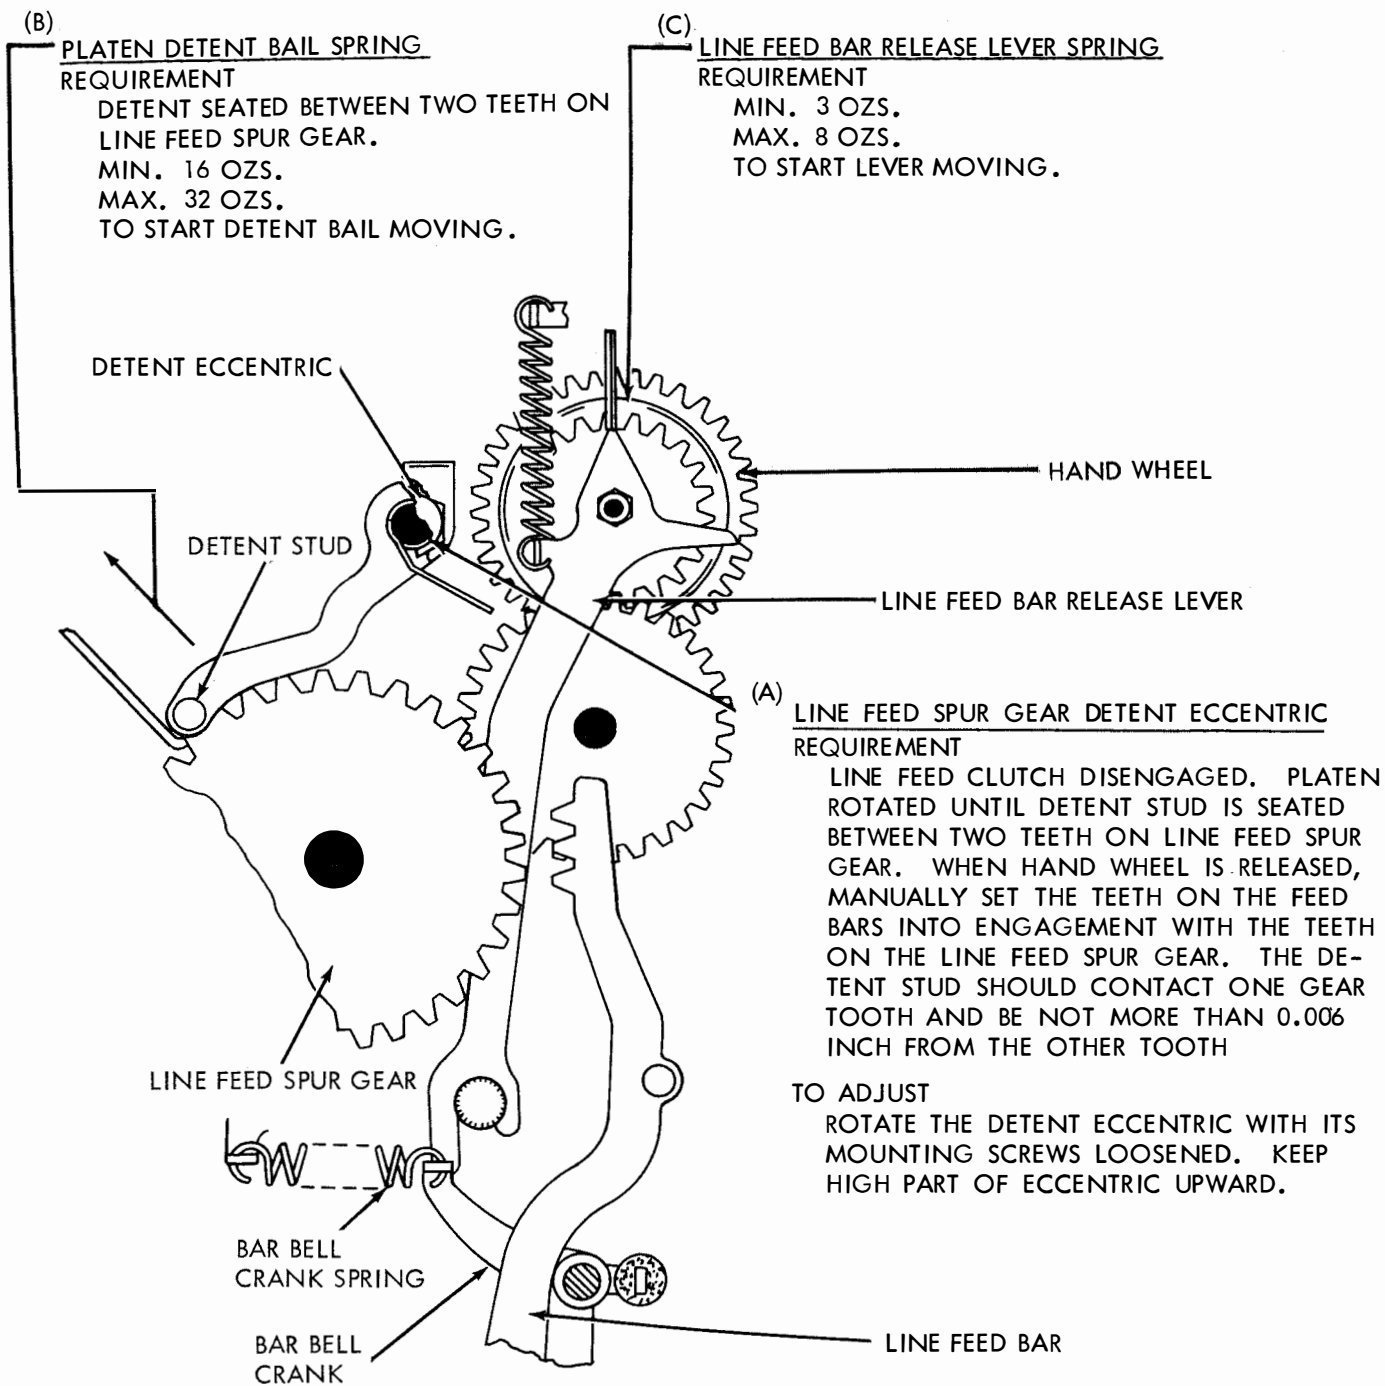 (B)
PLATEN DETENT BAIL SPRING
REQUIREMENT
DETENT SEATED BETWEEN TWO TEETH ON
LINE FEED SPUR GEAR.
MIN. 16 OZS.
MAX. 32 OZS.
TO START DETENT BAIL MOVING.
(C)
LINE FEED BAR RELEASE LEVER SPRING
REQUIREMENT
MIN. 3 OZS.
MAX. 8 OZS.
TO START LEVER MOVING.
DETENT ECCENTRIC
HAND WHEEL
DETENT STUD
LINE FEED BAR RELEASE LEVER
(A)
LINE FEED SPUR GEAR DETENT ECCENTRIC
REQUIREMENT
LINE FEED CLUTCH DISENGAGED. PLATEN
ROTATED UNTIL DETENT STUD IS SEATED
BETWEEN TWO TEETH ON LINE FEED SPUR
GEAR. WHEN HAND WHEEL IS RELEASED,
MANUALLY SET THE TEETH ON THE FEED
BARS INTO ENGAGEMENT WITH THE TEETH
ON THE LINE FEED SPUR GEAR. THE DE-
TENT STUD SHOULD CONTACT ONE GEAR
TOOTH AND BE NOT MORE THAN 0.006
INCH FROM THE OTHER TOOTH
TO ADJUST
ROTATE THE DETENT ECCENTRIC WITH ITS
MOUNTING SCREWS LOOSENED. KEEP
HIGH PART OF ECCENTRIC UPWARD.
LINE FEED SPUR GEAR
BAR BELL
CRANK SPRING
BAR BELL
CRANK
LINE FEED BAR